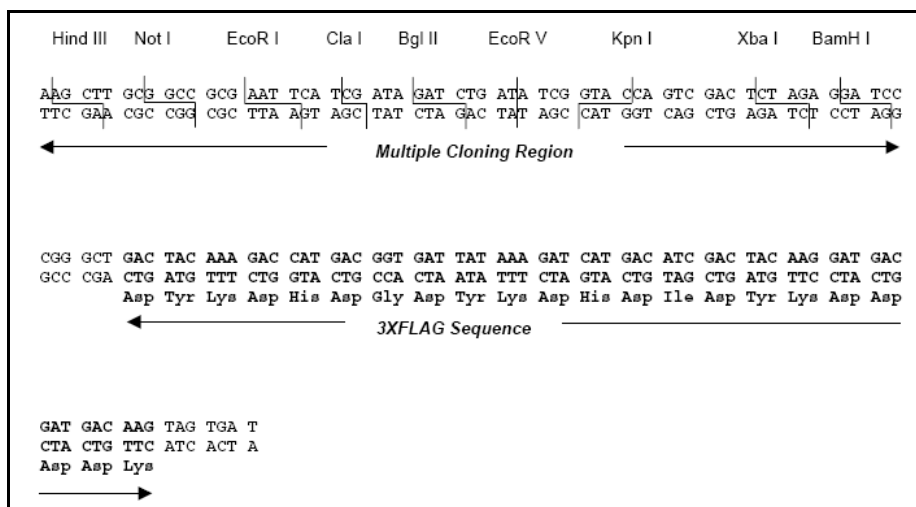 Hind III Not I EcoR I Cla I Bgl II EcoR V Kpn I Xba I BamH I
AAG CTT GCG GCC GCG AAT TCA TCG ATA GAT CTG ATA TCG GTA CCA GTC GAC TCT AGA GGA TCC
TTC GAA CGC CGG CGC TTA AGT AGC TAT CTA GAC TAT AGC CAT GGT CAG CTG AGA TCT CCT AGG
Multiple Cloning Region
CGG GCT GAC TAC AAA GAC CAT GAC GGT GAT TAT AAA GAT CAT GAC ATC GAC TAC AAG GAT GAC
GCC CGA CTG ATG TTT CTG GTA CTG CCA CTA ATA TTT CTA GTA CTG TAG CTG ATG TTC CTA CTG
Asp Tyr Lys Asp His Asp Gly Asp Tyr Lys Asp His Asp Ile Asp Tyr Lys Asp Asp
3XFLAG Sequence
GAT GAC AAG TAG TGA T
CTA CTG TTC ATC ACT A
Asp Asp Lys